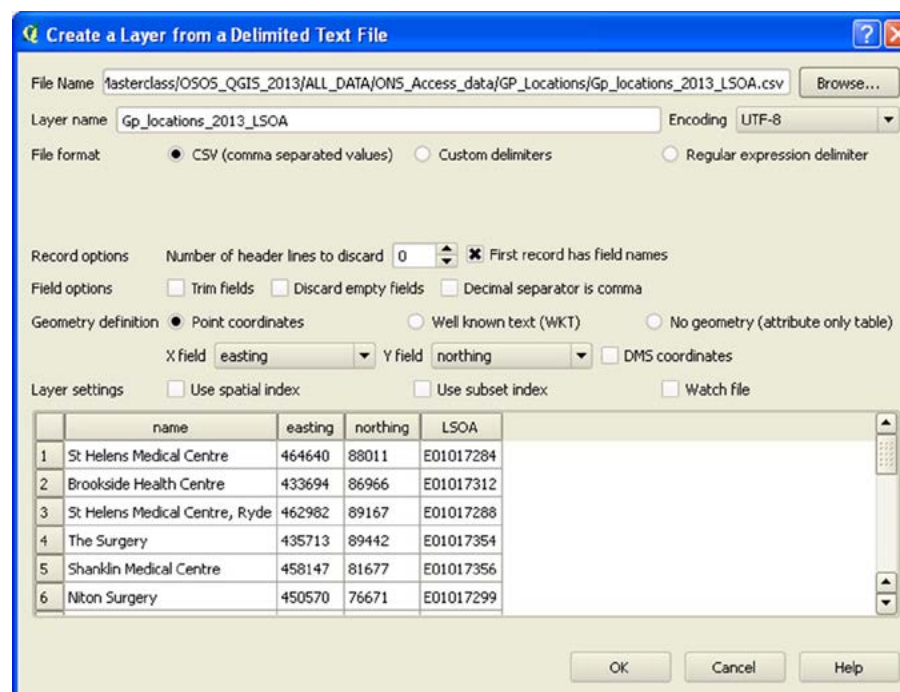 Create a Layer from a Delimited Text File
File Name /Masterclass/OSO5_QGIS_2013/ALL_DATA/ONS_Access_data/GP_Locations/Gp_locations_2013_LSOA.csv Browse...
Layer name Gp_locations_2013_LSOA Encoding UTF-8
File format CSV (comma separated values) Custom delimiters Regular expression delimiter
Record options Number of header lines to discard 0 First record has field names
Field options Trim fields Discard empty fields Decimal separator is comma
Geometry definition Point coordinates Well known text (WKT) No geometry (attribute only table)
X field easting Y field northing DMS coordinates
Layer settings Use spatial index Use subset index Watch file
name easting northing LSOA
1 St Helens Medical Centre 464640 88011 E01017284
2 Brookside Health Centre 433694 86966 E01017312
3 St Helens Medical Centre, Ryde 462982 89167 E01017288
4 The Surgery 435713 89442 E01017354
5 Shanklin Medical Centre 458147 81677 E01017356
6 Niton Surgery 450570 76671 E01017299
OK Cancel Help